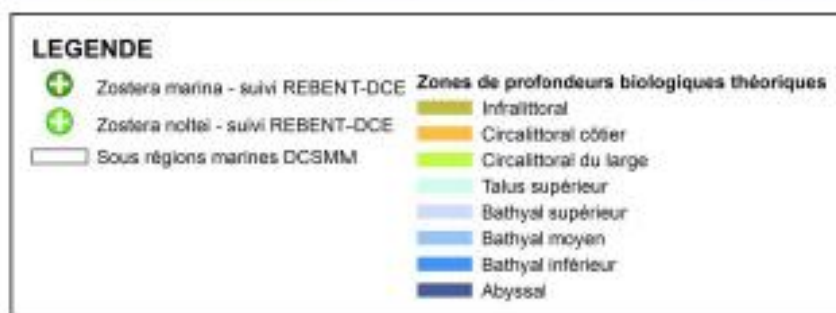 LEGENDE
Zostera marina - suivi REBENT-DCE
Zostera noltei - suivi REBENT-DCE
Sous régions marines DCSMM
Zones de profondeurs biologiques théoriques
Infralittoral
Circalittoral côtier
Circalittoral du large
Talus supérieur
Bathyal supérieur
Bathyal moyen
Bathyal inférieur
Abyssal